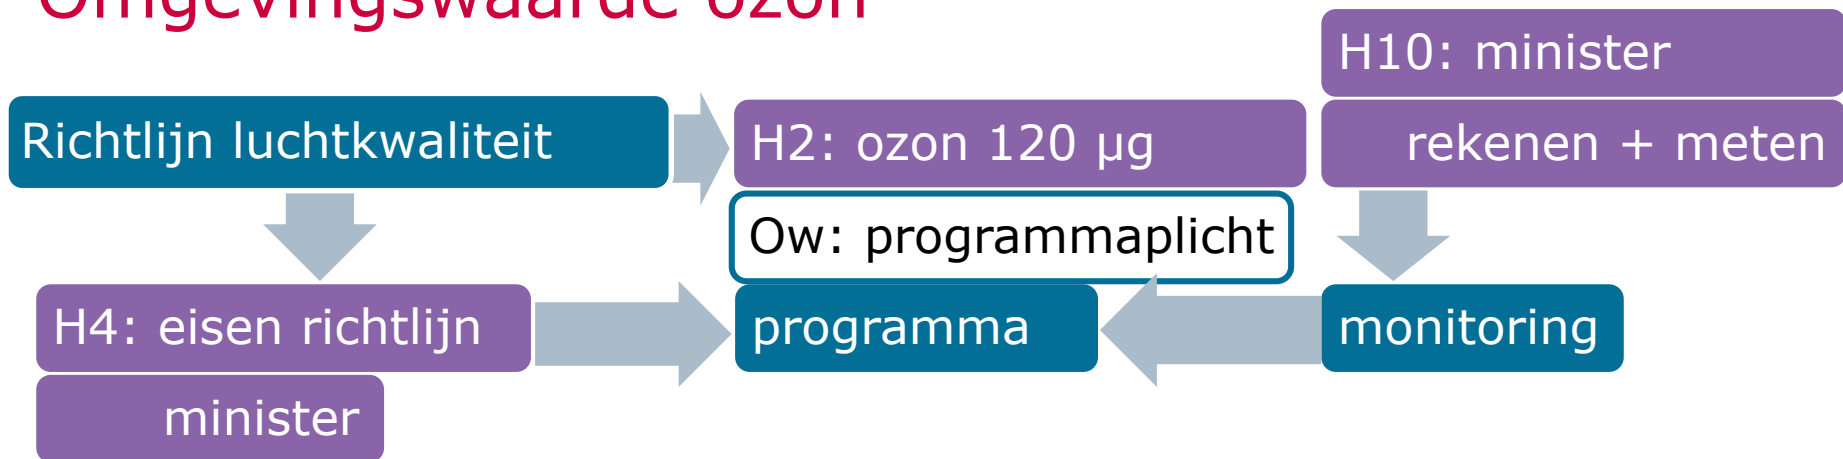 Omgevingswaarde ozon
H10: minister
Richtlijn luchtkwaliteit
H2: ozon 120 µg
rekenen + meten
Ow: programmaplicht
H4: eisen richtlijn
programma
monitoring
minister